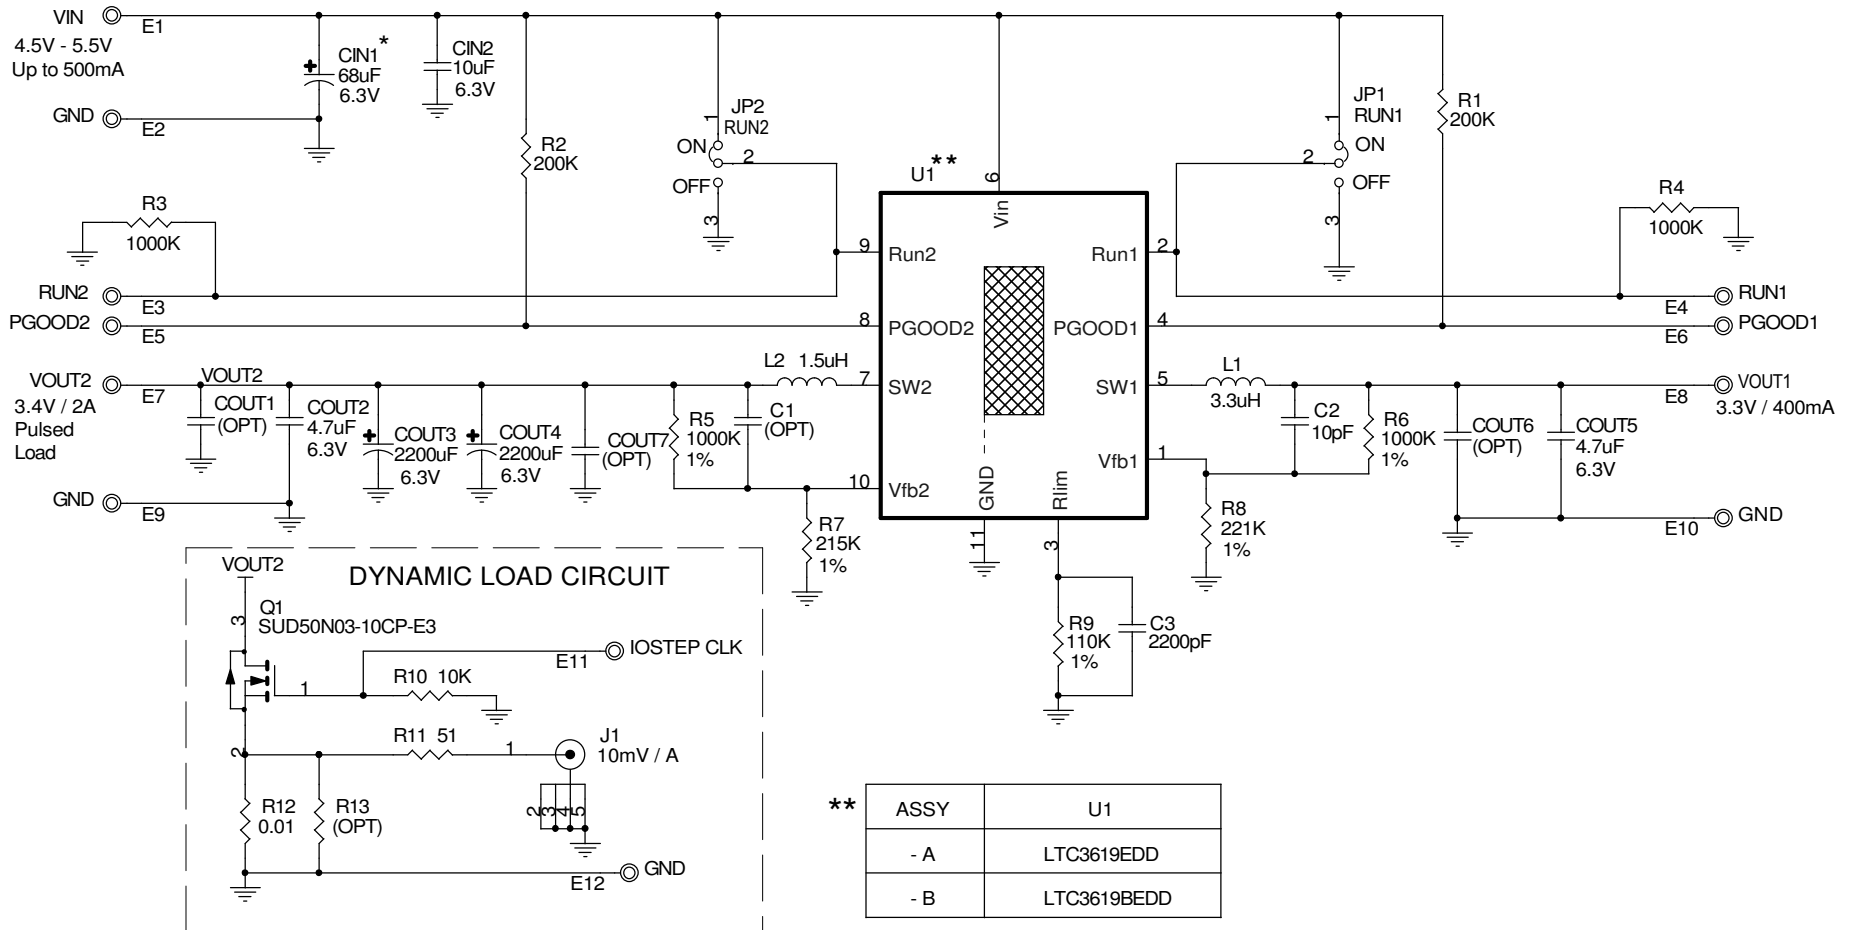 VIN
E1
4.5V - 5.5V
Up to 500mA
GND
E2
CIN1 *
+
68uF
6.3V
CIN2
10uF
6.3V
R2
200K
JP2
RUN2
1
ON
2
OFF
3
U1 **
6
JP1
RUN1
1
ON
2
OFF
3
R1
200K
R3
1000K
R4
1000K
RUN2
E3
PGOOD2
E5
9
Run2
Vin
Run1
2
8
PGOOD2
PGOOD1
4
7
SW2
SW1
5
10
Vfb2
Vfb1
1
GND
11
Rlim
3
E4
RUN1
E6
PGOOD1
VOUT2
E7
3.4V / 2A
Pulsed
Load
GND
E9
VOUT2
COUT1
(OPT)
COUT2
4.7uF
6.3V
+
COUT3
2200uF
6.3V
+
COUT4
2200uF
6.3V
COUT7
(OPT)
R5
1000K
1%
C1
(OPT)
L2 1.5uH
R7
215K
1%
L1
3.3uH
C2
10pF
R6
1000K
1%
COUT6
(OPT)
COUT5
4.7uF
6.3V
E8
VOUT1
3.3V / 400mA
E10
GND
R8
221K
1%
R9
110K
1%
C3
2200pF
VOUT2
DYNAMIC LOAD CIRCUIT
3
Q1
SUD50N03-10CP-E3
E11
IOSTEP CLK
1
R10 10K
2
R11 51
1
J1
10mV / A
2
3
4
5
R12
0.01
R13
(OPT)
E12
GND
**
ASSY
U1
- A
LTC3619EDD
- B
LTC3619BEDD